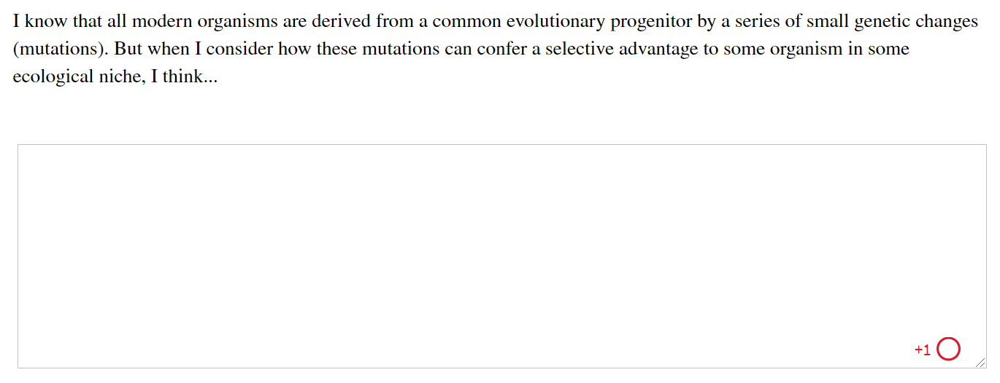 I know that all modern organisms are derived from a common evolutionary progenitor by a series of small genetic changes
(mutations). But when I consider how these mutations can confer a selective advantage to some organism in some
ecological niche, I think...
+1